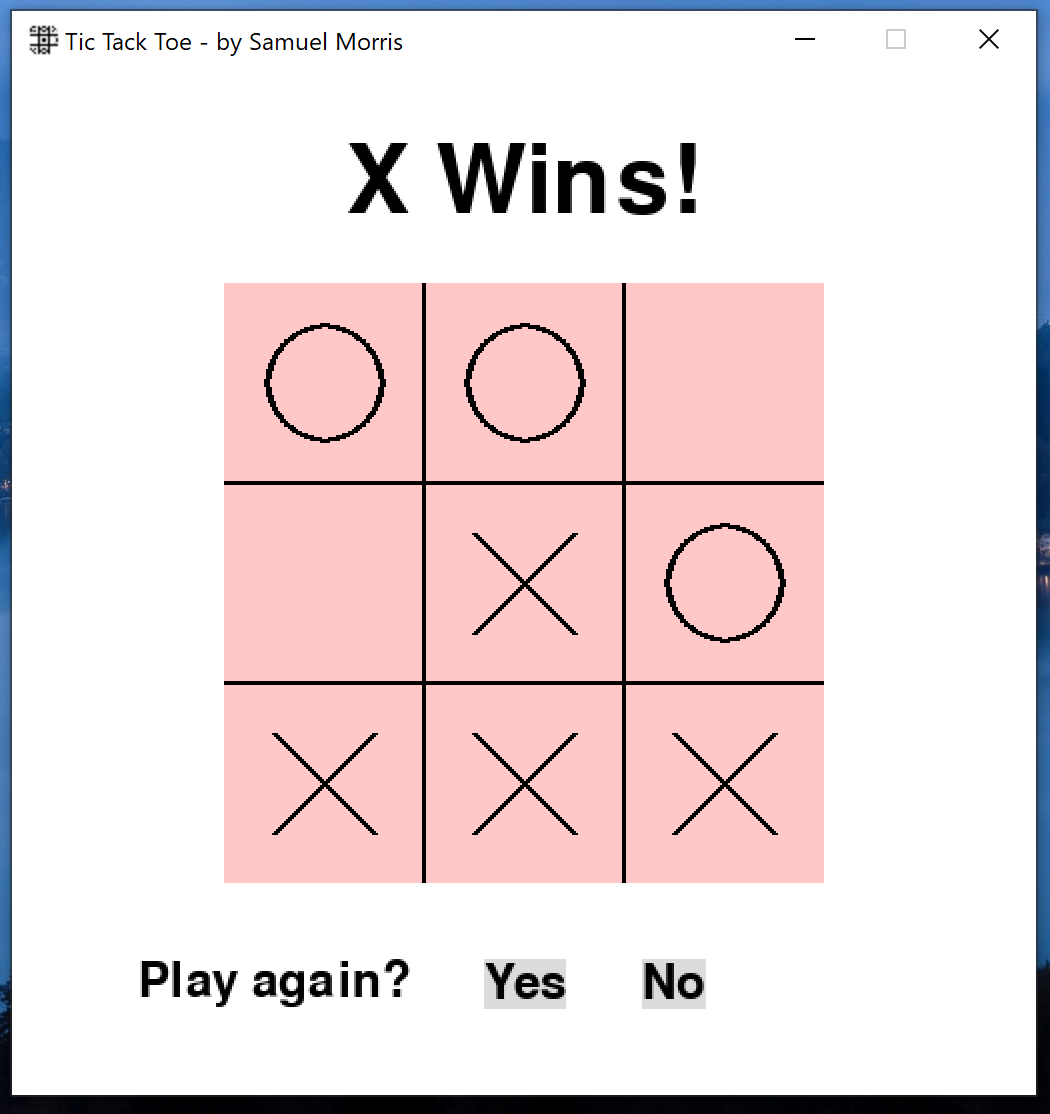 Tic Tack Toe - by Samuel Morris
X Wins!
O O
X O
X X X
Play again? Yes No